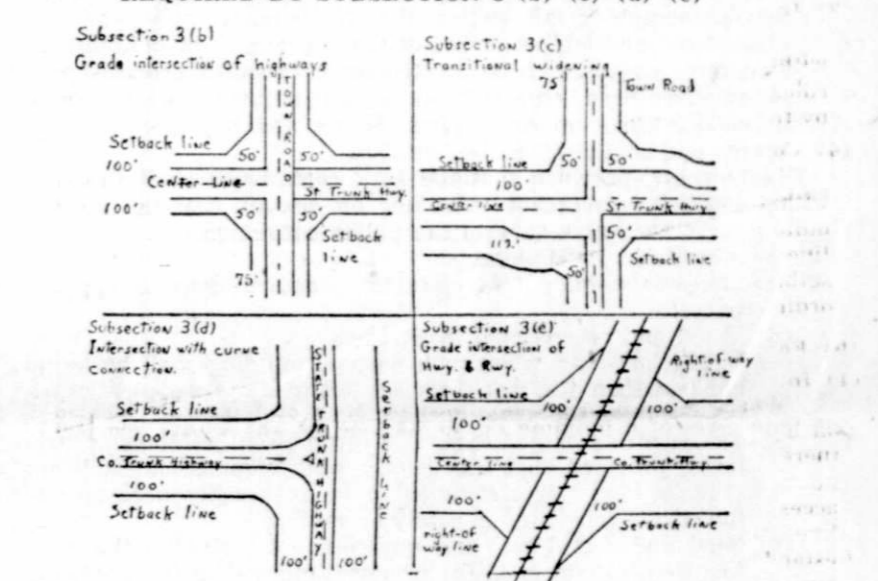 Subsection 3(b)
Grade intersection of highways
TOWN ROAD
Setback line
100'
50'
50'
Center Line
St Trunk Hwy.
100'
50'
50'
Setback
line
75'
Subsection 3(c)
Transitional widening
75'
Town Road
Setback line
50'
50'
100'
Center Line
St Trunk Hwy.
50'
50'
Setback line
Subsection 3(d)
Intersection with curve
connection.
STATE TRUNK HIGHWAY
SETBACK LINE
Setback line
100'
Co. Trunk Highway
100'
Setback line
100'
100'
Subsection 3(e)
Grade intersection of
Hwy. & Rwy.
Right-of way
line
Setback line
100'
100'
100'
Center line
Co. Trunk Hwy.
100'
100'
Setback line
right-of
way line